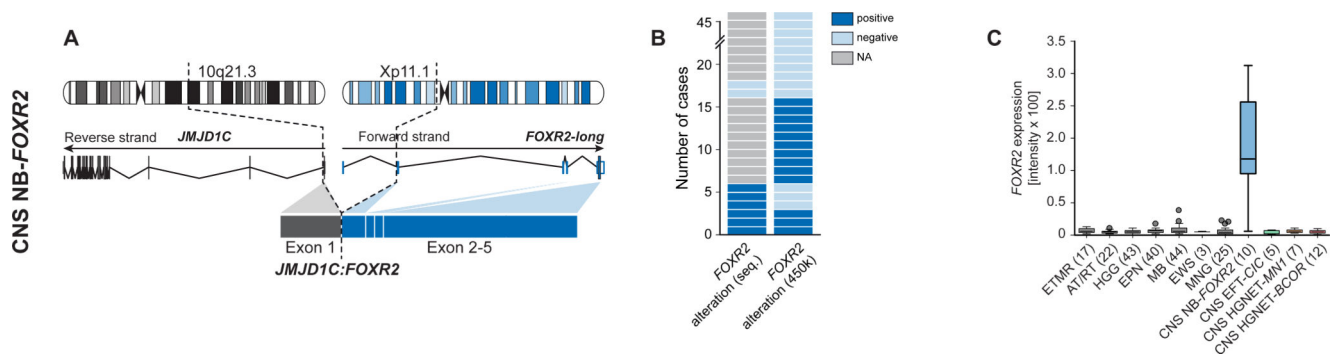 CNS NB-FOXR2
A
10q21.3
Xp11.1
Reverse strand
JMJD1C
Forward strand
FOXR2-long
Exon 1
Exon 2-5
JMJD1C:FOXR2
B
Number of cases
45
20
15
10
5
0
FOXR2
alteration (seq.)
FOXR2
alteration (450k)
positive
negative
NA
C
FOXR2 expression
[intensity x 100]
3.5
3.0
2.5
2.0
1.5
1.0
0.5
0
ETMR (17)
AT/RT (22)
HGG (43)
EPN (40)
MB (44)
EWS (3)
MNG (25)
CNS NB-FOXR2 (10)
CNS EFT-CIC (5)
CNS HGNET-MN1 (7)
CNS HGNET-BCOR (12)